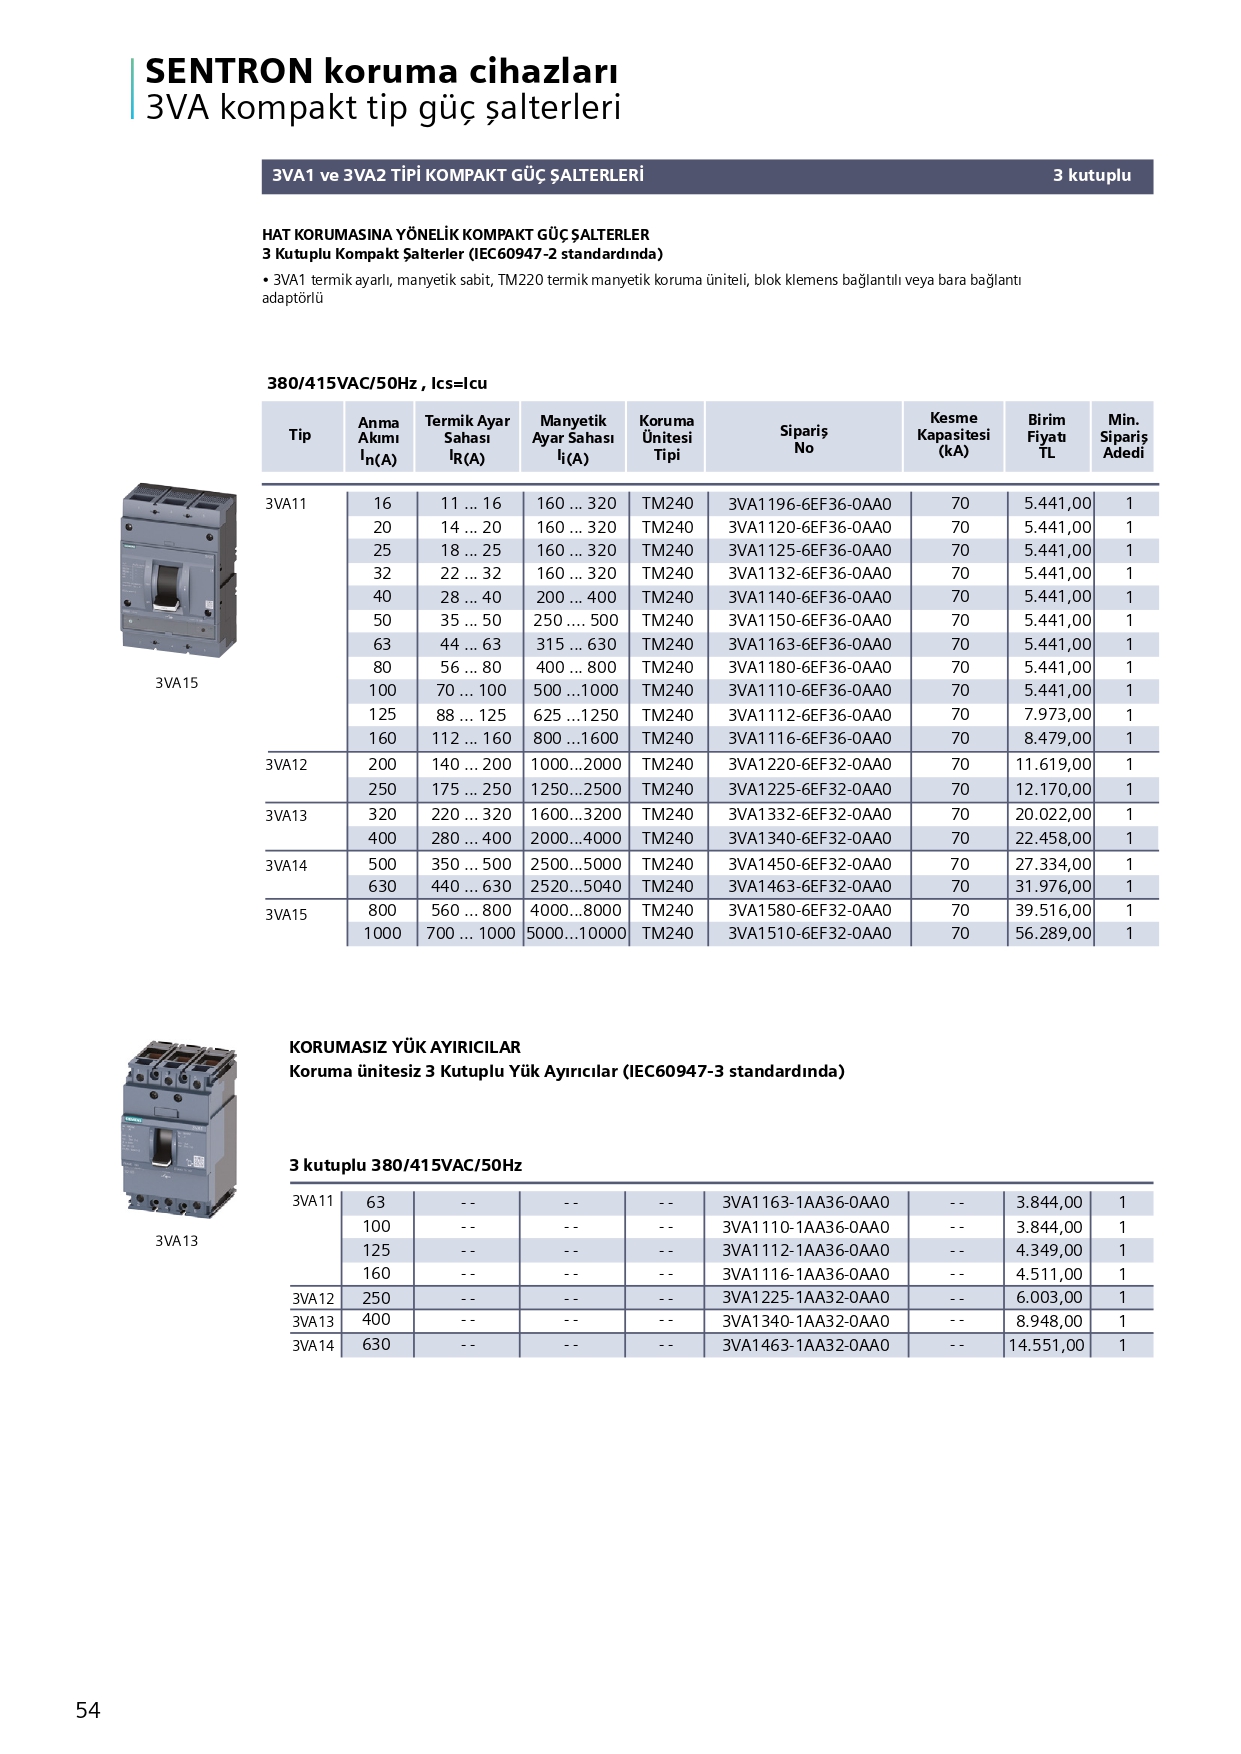 SENTRON koruma cihazları
3VA kompakt tip güç şalterleri
3VA1 ve 3VA2 TİPİ KOMPAKT GÜÇ ŞALTERLERİ 3 kutuplu
HAT KORUMASINA YÖNELİK KOMPAKT GÜÇ ŞALTERLER
3 Kutuplu Kompakt Şalterler (IEC60947-2 standardında)
• 3VA1 termik ayarlı, manyetik sabit, TM220 termik manyetik koruma üniteli, blok klemens bağlantılı veya bara bağlantı
adaptörlü
380/415VAC/50Hz , Ics=Icu
Tip Anma Akımı In(A) Termik Ayar Sahası IR(A) Manyetik Ayar Sahası Ii(A) Koruma Ünitesi Tipi Sipariş No Kesme Kapasitesi (kA) Birim Fiyatı TL Min. Sipariş Adedi
3VA11 16 11 ... 16 160 ... 320 TM240 3VA1196-6EF36-0AA0 70 5.441,00 1
20 14 ... 20 160 ... 320 TM240 3VA1120-6EF36-0AA0 70 5.441,00 1
25 18 ... 25 160 ... 320 TM240 3VA1125-6EF36-0AA0 70 5.441,00 1
32 22 ... 32 160 ... 320 TM240 3VA1132-6EF36-0AA0 70 5.441,00 1
40 28 ... 40 200 ... 400 TM240 3VA1140-6EF36-0AA0 70 5.441,00 1
50 35 ... 50 250 .... 500 TM240 3VA1150-6EF36-0AA0 70 5.441,00 1
63 44 ... 63 315 ... 630 TM240 3VA1163-6EF36-0AA0 70 5.441,00 1
80 56 ... 80 400 ... 800 TM240 3VA1180-6EF36-0AA0 70 5.441,00 1
100 70 ... 100 500 ...1000 TM240 3VA1110-6EF36-0AA0 70 5.441,00 1
125 88 ... 125 625 ...1250 TM240 3VA1112-6EF36-0AA0 70 7.973,00 1
160 112 ... 160 800 ...1600 TM240 3VA1116-6EF36-0AA0 70 8.479,00 1
3VA12 200 140 ... 200 1000...2000 TM240 3VA1220-6EF32-0AA0 70 11.619,00 1
250 175 ... 250 1250...2500 TM240 3VA1225-6EF32-0AA0 70 12.170,00 1
3VA13 320 220 ... 320 1600...3200 TM240 3VA1332-6EF32-0AA0 70 20.022,00 1
400 280 ... 400 2000...4000 TM240 3VA1340-6EF32-0AA0 70 22.458,00 1
3VA14 500 350 ... 500 2500...5000 TM240 3VA1450-6EF32-0AA0 70 27.334,00 1
630 440 ... 630 2520...5040 TM240 3VA1463-6EF32-0AA0 70 31.976,00 1
3VA15 800 560 ... 800 4000...8000 TM240 3VA1580-6EF32-0AA0 70 39.516,00 1
1000 700 ... 1000 5000...10000 TM240 3VA1510-6EF32-0AA0 70 56.289,00 1
3VA15
KORUMASIZ YÜK AYIRICILAR
Koruma ünitesiz 3 Kutuplu Yük Ayırıcılar (IEC60947-3 standardında)
3 kutuplu 380/415VAC/50Hz
3VA11 63 - - - - - - 3VA1163-1AA36-0AA0 - - 3.844,00 1
100 - - - - - - 3VA1110-1AA36-0AA0 - - 3.844,00 1
125 - - - - - - 3VA1112-1AA36-0AA0 - - 4.349,00 1
160 - - - - - - 3VA1116-1AA36-0AA0 - - 4.511,00 1
3VA12 250 - - - - - - 3VA1225-1AA32-0AA0 - - 6.003,00 1
3VA13 400 - - - - - - 3VA1340-1AA32-0AA0 - - 8.948,00 1
3VA14 630 - - - - - - 3VA1463-1AA32-0AA0 - - 14.551,00 1
3VA13
54